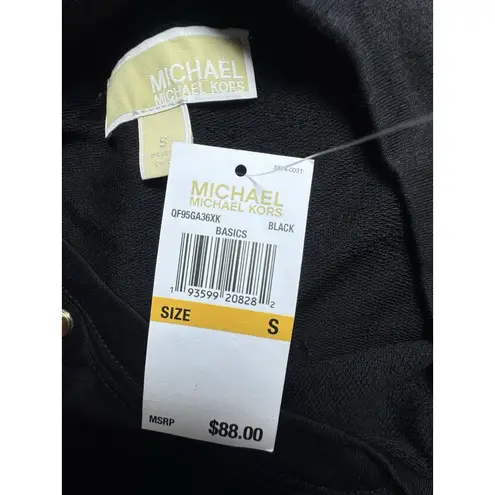 MICHAEL
MICHAEL KORS
S
MICHAEL
MICHAEL KORS
QF95GA36XK BLACK
BASICS
1 93599 20828 2
SIZE S
MSRP $88.00